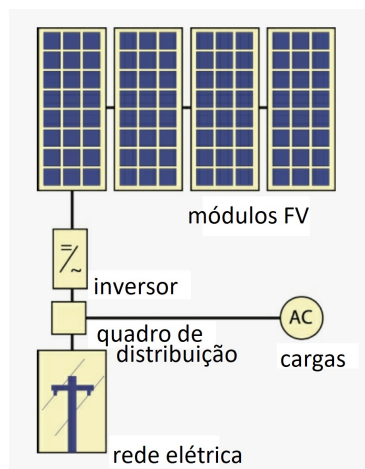 módulos FV
inversor
quadro de
distribuição
AC
cargas
rede elétrica